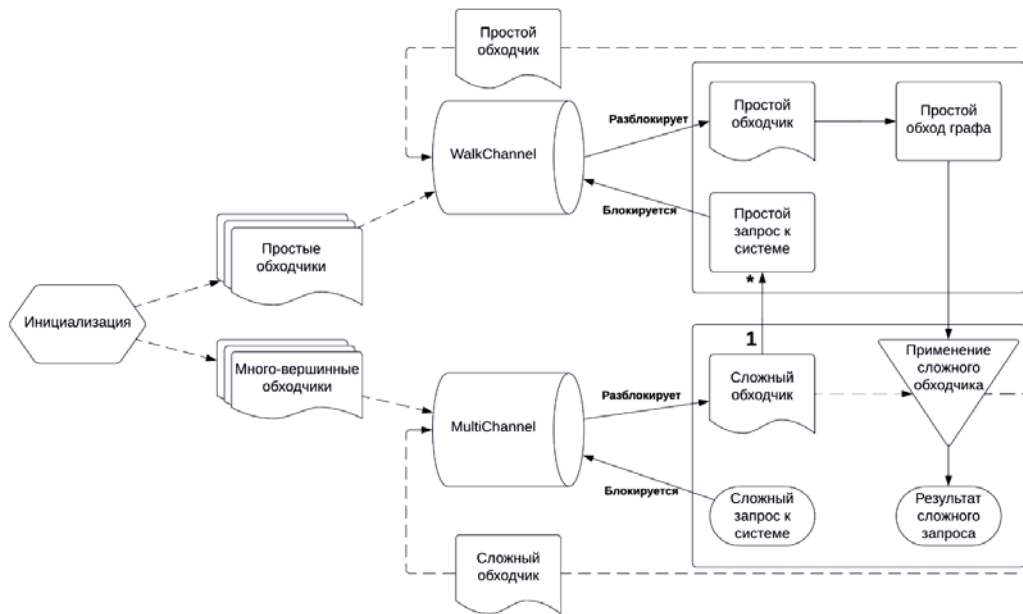 Простой
обходчик
WalkChannel
Разблокирует
Простой
обходчик
Простой
обход графа
Блокируется
Простой
запрос к
системе
Простые
обходчики
*
Инициализация
1
Много-вершинные
обходчики
MultiChannel
Разблокирует
Сложный
обходчик
Применение
сложного
обходчика
Блокируется
Сложный
запрос к
системе
Результат
сложного
запроса
Сложный
обходчик